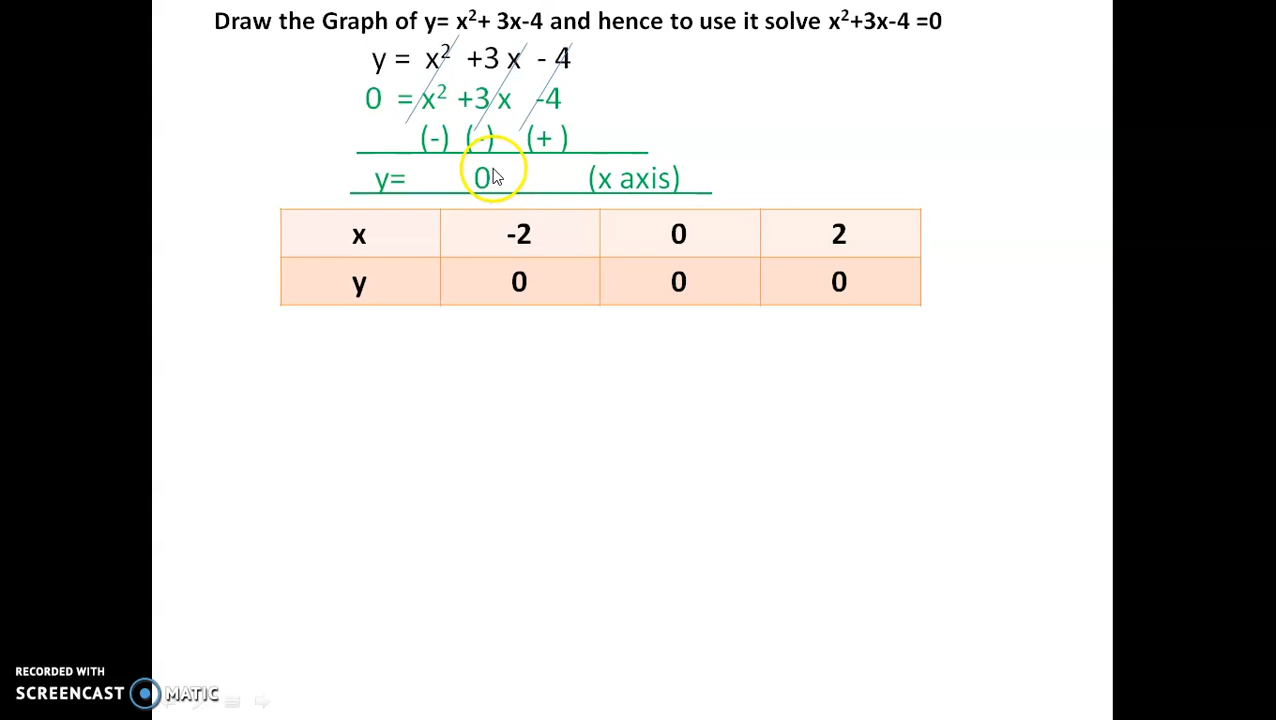 Draw the Graph of y= x²+ 3x-4 and hence to use it solve x²+3x-4 =0
y = x² +3 x - 4
0 = x² +3 x -4
(-) (-) (+ )
y= 0 (x axis)
x -2 0 2
y 0 0 0
RECORDED WITH
SCREENCAST MATIC